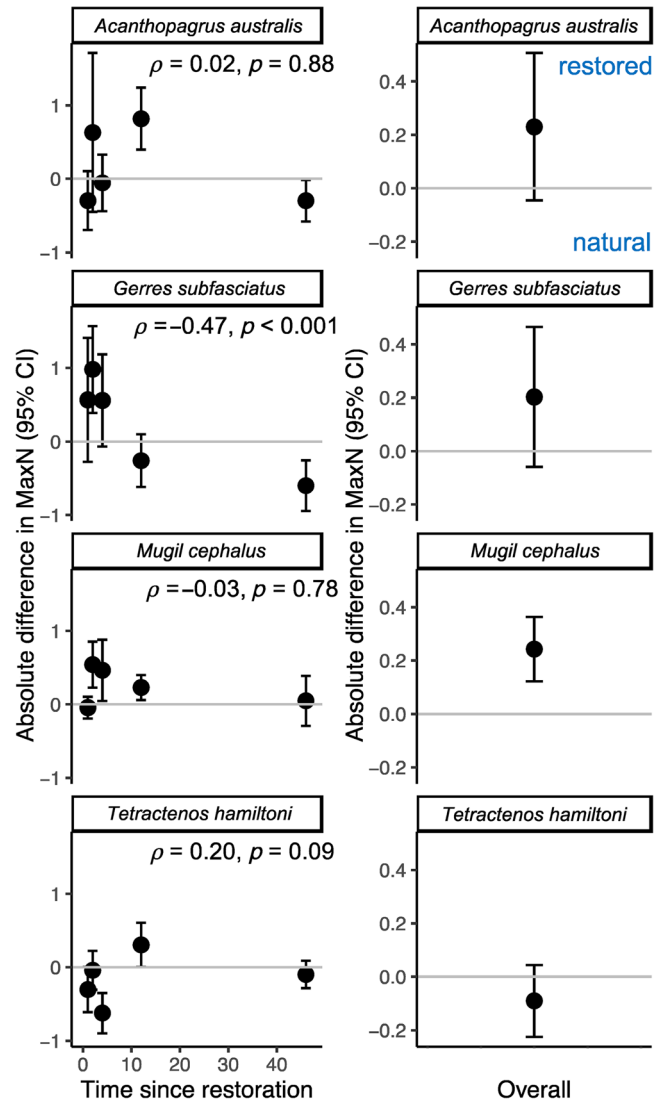 Acanthopagrus australis
Acanthopagrus australis
ρ = 0.02, p = 0.88
restored
natural
1
0
−1
0.4
0.2
0.0
−0.2
Gerres subfasciatus
Gerres subfasciatus
ρ =−0.47, p < 0.001
1
0
−1
0.4
0.2
0.0
−0.2
Absolute difference in MaxN (95% CI)
Absolute difference in MaxN (95% CI)
Mugil cephalus
Mugil cephalus
ρ =−0.03, p = 0.78
1
0
−1
0.4
0.2
0.0
−0.2
Tetractenos hamiltoni
Tetractenos hamiltoni
ρ = 0.20, p = 0.09
1
0
−1
0.4
0.2
0.0
−0.2
0 10 20 30 40
Time since restoration
Overall